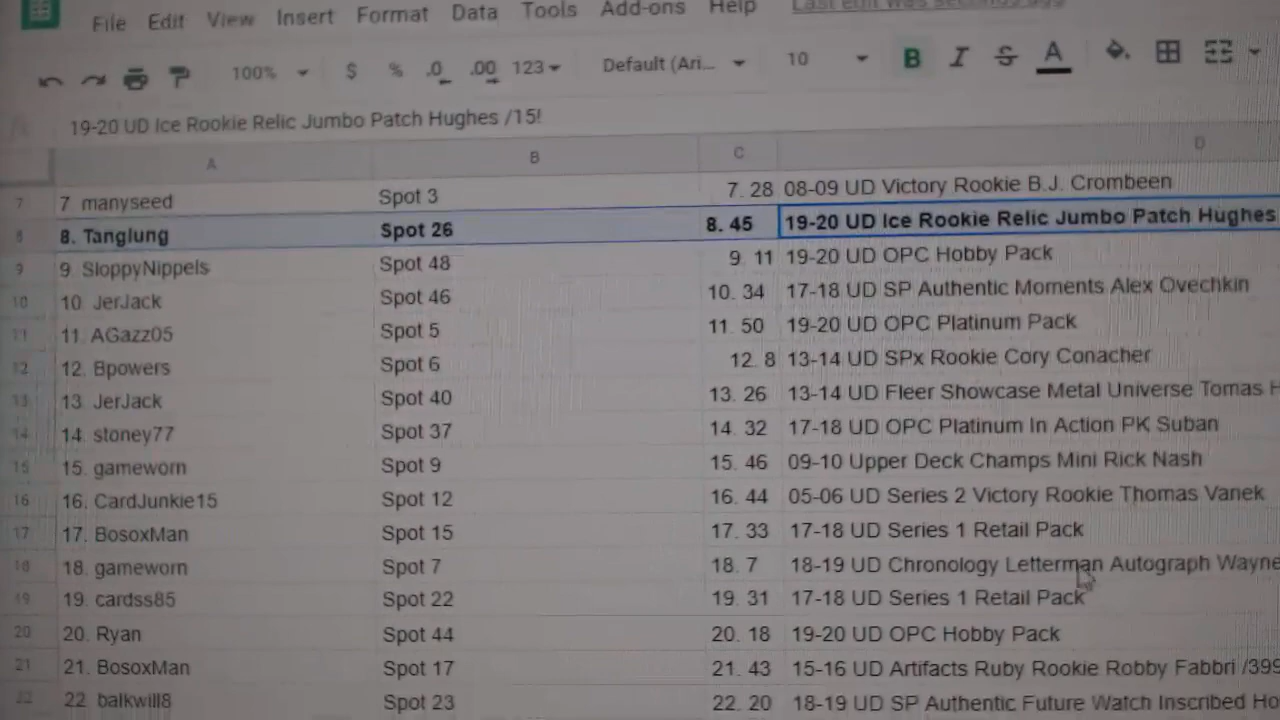 File Edit View Insert Format Data Tools Add-ons Help Last edit was seconds ago
100% $ % .0 .00 123 Default (Ari... 10 B I S A
fx 19-20 UD Ice Rookie Relic Jumbo Patch Hughes /15!
A B C D
7 7. manyseed Spot 3 7. 28 08-09 UD Victory Rookie B.J. Crombeen
8 8. Tanglung Spot 26 8. 45 19-20 UD Ice Rookie Relic Jumbo Patch Hughes
9 9. SloppyNippels Spot 48 9. 11 19-20 UD OPC Hobby Pack
10 10. JerJack Spot 46 10. 34 17-18 UD SP Authentic Moments Alex Ovechkin
11 11. AGazz05 Spot 5 11. 50 19-20 UD OPC Platinum Pack
12 12. Bpowers Spot 6 12. 8 13-14 UD SPx Rookie Cory Conacher
13 13. JerJack Spot 40 13. 26 13-14 UD Fleer Showcase Metal Universe Tomas H
14 14. stoney77 Spot 37 14. 32 17-18 UD OPC Platinum In Action PK Suban
15 15. gameworn Spot 9 15. 46 09-10 Upper Deck Champs Mini Rick Nash
16 16. CardJunkie15 Spot 12 16. 44 05-06 UD Series 2 Victory Rookie Thomas Vanek
17 17. BosoxMan Spot 15 17. 33 17-18 UD Series 1 Retail Pack
18 18. gameworn Spot 7 18. 7 18-19 UD Chronology Letterman Autograph Wayne
19 19. cardss85 Spot 22 19. 31 17-18 UD Series 1 Retail Pack
20 20. Ryan Spot 44 20. 18 19-20 UD OPC Hobby Pack
21 21. BosoxMan Spot 17 21. 43 15-16 UD Artifacts Ruby Rookie Robby Fabbri /399
22 22. balkwill8 Spot 23 22. 20 18-19 UD SP Authentic Future Watch Inscribed Ho